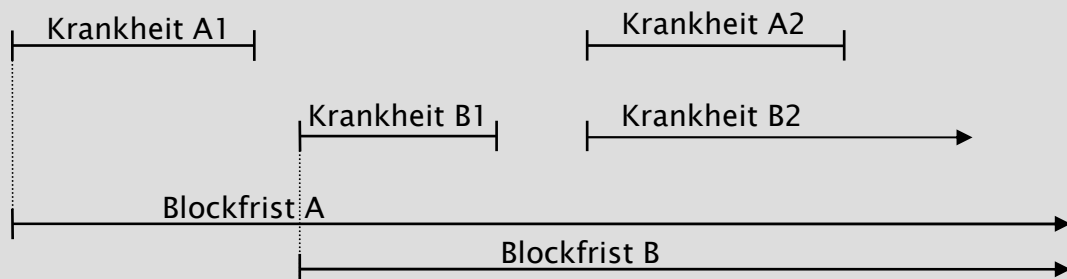 Krankheit A1
Krankheit A2
Krankheit B1
Krankheit B2
Blockfrist A
Blockfrist B